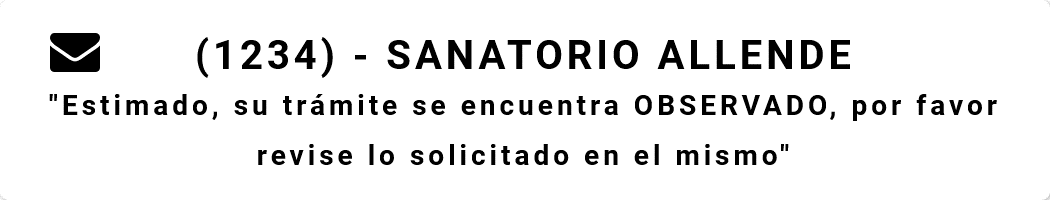 (1234) - SANATORIO ALLENDE
"Estimado, su trámite se encuentra OBSERVADO, por favor
revise lo solicitado en el mismo"